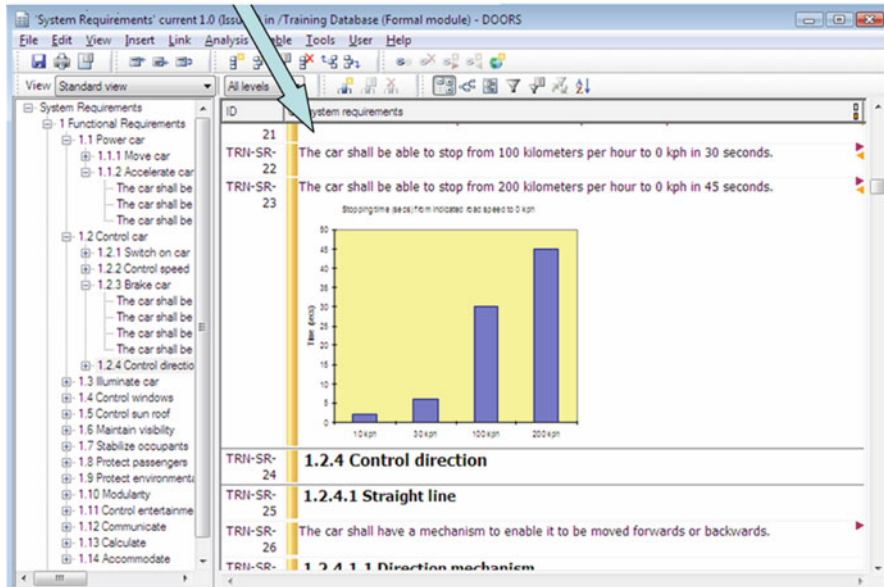 'System Requirements' current 1.0 (Issu in /Training Database (Formal module) - DOORS
File Edit View Insert Link Analysis ble Tools User Help
View Standard view All levels
System Requirements
1 Functional Requirements
1.1 Power car
1.1.1 Move car
1.1.2 Accelerate car
The car shall be
The car shall be
The car shall be
1.2 Control car
1.2.1 Switch on car
1.2.2 Control speed
1.2.3 Brake car
The car shall be
The car shall be
The car shall be
The car shall be
1.2.4 Control directio
1.3 Illuminate car
1.4 Control windows
1.5 Control sun roof
1.6 Maintain visibility
1.7 Stabilize occupants
1.8 Protect passengers
1.9 Protect environmenta
1.10 Modularity
1.11 Control entertainme
1.12 Communicate
1.13 Calculate
1.14 Accommodate
ID ystem requirements
21
TRN-SR-22 The car shall be able to stop from 100 kilometers per hour to 0 kph in 30 seconds.
TRN-SR-23 The car shall be able to stop from 200 kilometers per hour to 0 kph in 45 seconds.
Stopping time (secs) from indicated road speed to 0 kph
50
45
40
35
30
25
20
15
10
5
0
Time (secs)
10 kph 30 kph 100 kph 200 kph
TRN-SR-24 1.2.4 Control direction
TRN-SR-25 1.2.4.1 Straight line
TRN-SR-26 The car shall have a mechanism to enable it to be moved forwards or backwards.
TRN-SR- 1.2.4.1.1 Direction mechanism